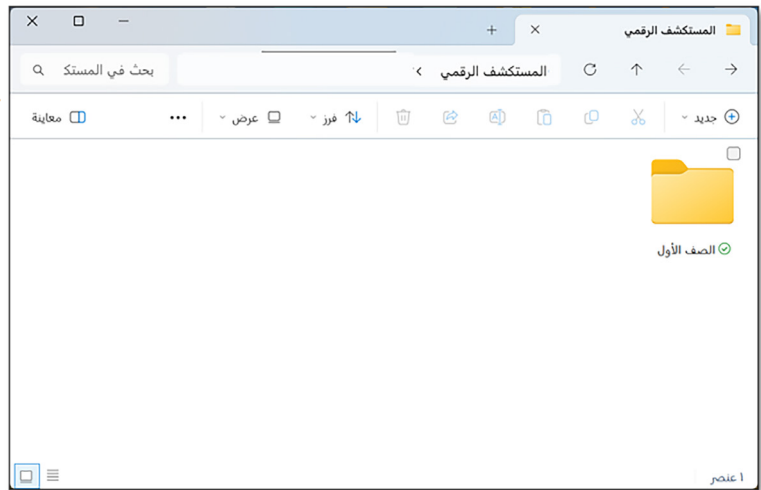 المستكشف الرقمي
المستكشف الرقمي
بحث في المستك
جديد
فرز
عرض
معاينة
الصف الأول
١ عنصر